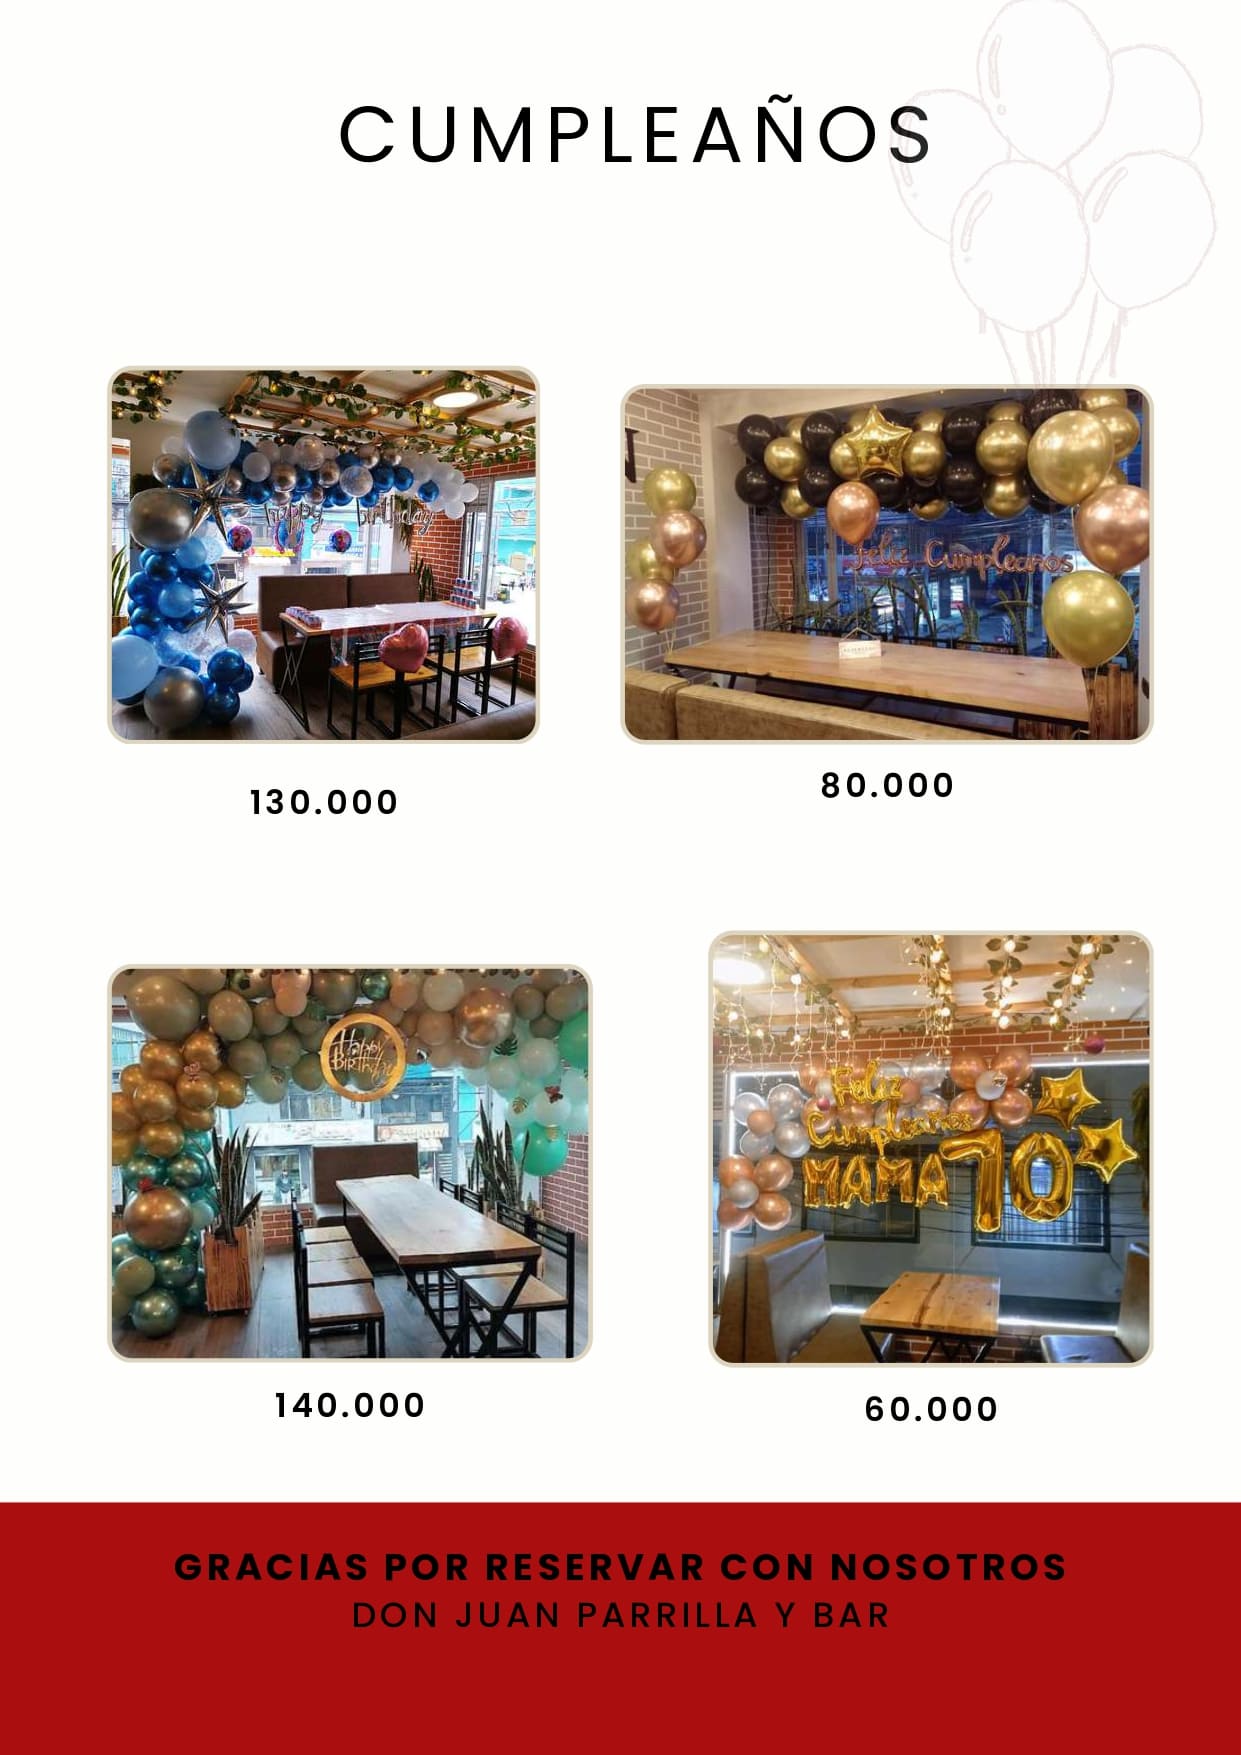 CUMPLEAÑOS
happy birthday
Feliz Cumpleaños
130.000
80.000
Happy
Birthday
Feliz
Cumpleaños
MAMA 70
140.000
60.000
GRACIAS POR RESERVAR CON NOSOTROS
DON JUAN PARRILLA Y BAR